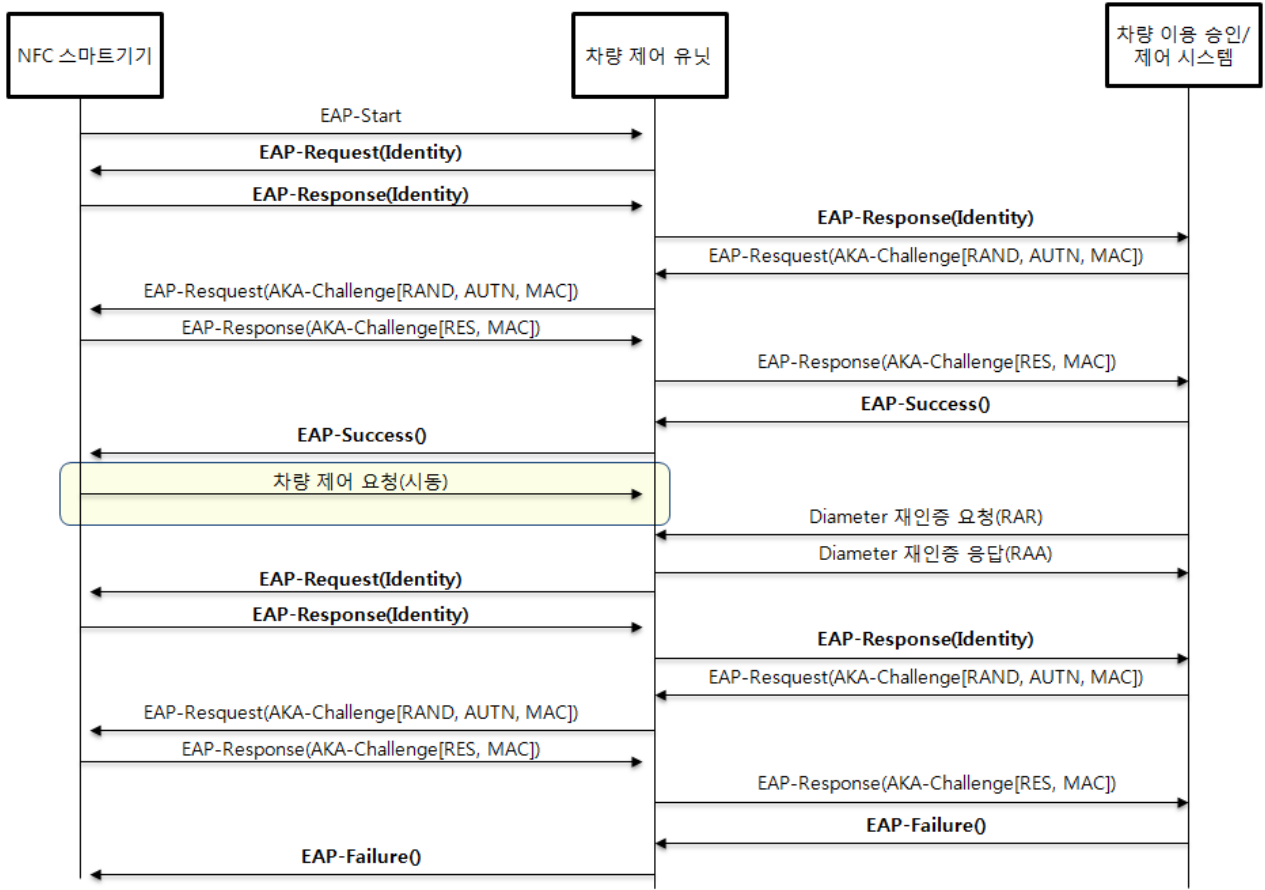 NFC 스마트기기
차량 제어 유닛
차량 이용 승인/
제어 시스템
EAP-Start
EAP-Request(Identity)
EAP-Response(Identity)
EAP-Response(Identity)
EAP-Resquest(AKA-Challenge[RAND, AUTN, MAC])
EAP-Resquest(AKA-Challenge[RAND, AUTN, MAC])
EAP-Response(AKA-Challenge[RES, MAC])
EAP-Response(AKA-Challenge[RES, MAC])
EAP-Success()
EAP-Success()
차량 제어 요청(시동)
Diameter 재인증 요청(RAR)
Diameter 재인증 응답(RAA)
EAP-Request(Identity)
EAP-Response(Identity)
EAP-Response(Identity)
EAP-Resquest(AKA-Challenge[RAND, AUTN, MAC])
EAP-Resquest(AKA-Challenge[RAND, AUTN, MAC])
EAP-Response(AKA-Challenge[RES, MAC])
EAP-Response(AKA-Challenge[RES, MAC])
EAP-Failure()
EAP-Failure()